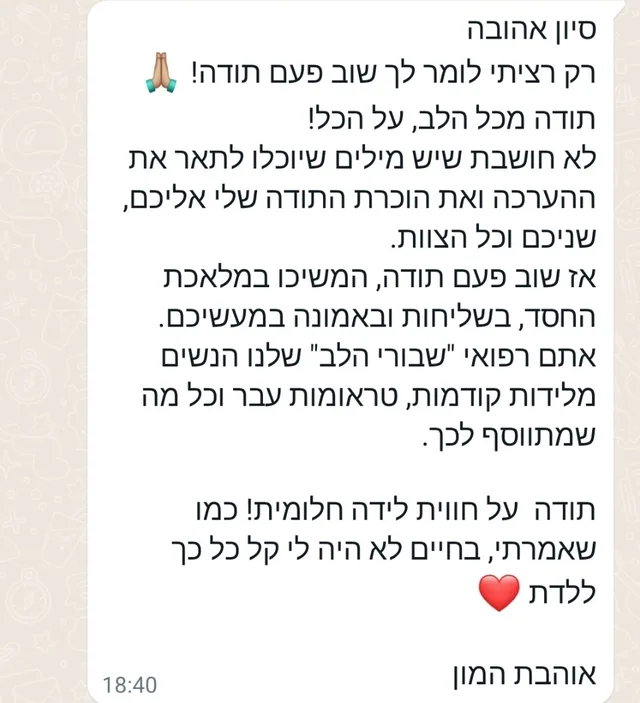 סיון אהובה
רק רציתי לומר לך שוב פעם תודה! 🙏🏼
תודה מכל הלב, על הכל!
לא חושבת שיש מילים שיוכלו לתאר את
ההערכה ואת הוכרת התודה שלי אליכם,
שניכם וכל הצוות.
אז שוב פעם תודה, המשיכו במלאכת
החסד, בשליחות ובאמונה במעשיכם.
אתם רפואי "שבורי הלב" שלנו הנשים
מלידות קודמות, טראומות עבר וכל מה
שמתווסף לכך.
תודה  על חווית לידה חלומית! כמו
שאמרתי, בחיים לא היה לי קל כל כך
ללדת ❤️
אוהבת המון
18:40